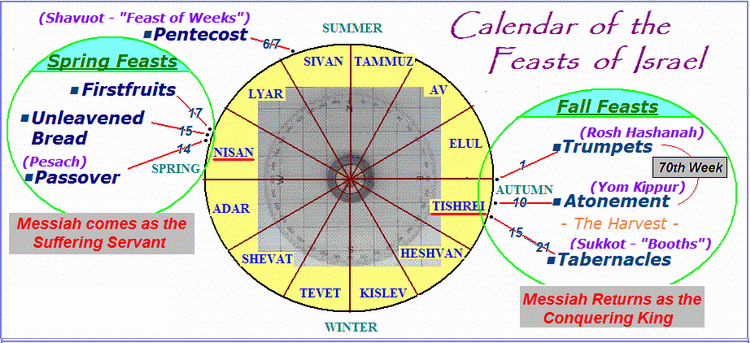 (Shavuot - "Feast of Weeks")
Pentecost
6/7
SUMMER
Calendar of the
Feasts of Israel
Spring Feasts
Firstfruits
17
Unleavened
Bread
15
(Pesach)
14
Passover
SPRING
Messiah comes as the
Suffering Servant
SIVAN
TAMMUZ
LYAR
AV
NISAN
ELUL
ADAR
TISHREI
SHEVAT
HESHVAN
TEVET
KISLEV
WINTER
Fall Feasts
(Rosh Hashanah)
Trumpets
1
70th Week
AUTUMN
(Yom Kippur)
10
Atonement
- The Harvest -
15
(Sukkot - "Booths")
21
Tabernacles
Messiah Returns as the
Conquering King